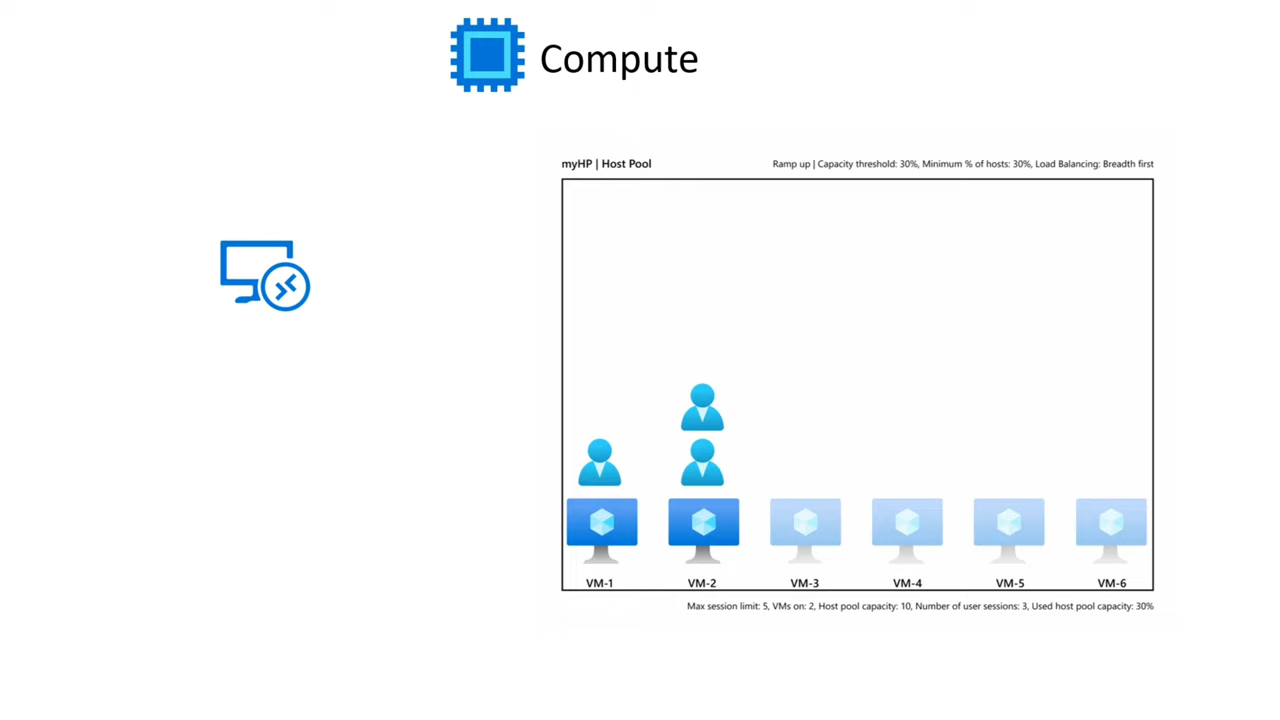 Compute
myHP | Host Pool
Ramp up | Capacity threshold: 30%, Minimum % of hosts: 30%, Load Balancing: Breadth first
VM-1 VM-2 VM-3 VM-4 VM-5 VM-6
Max session limit: 5, VMs on: 2, Host pool capacity: 10, Number of user sessions: 3, Used host pool capacity: 30%